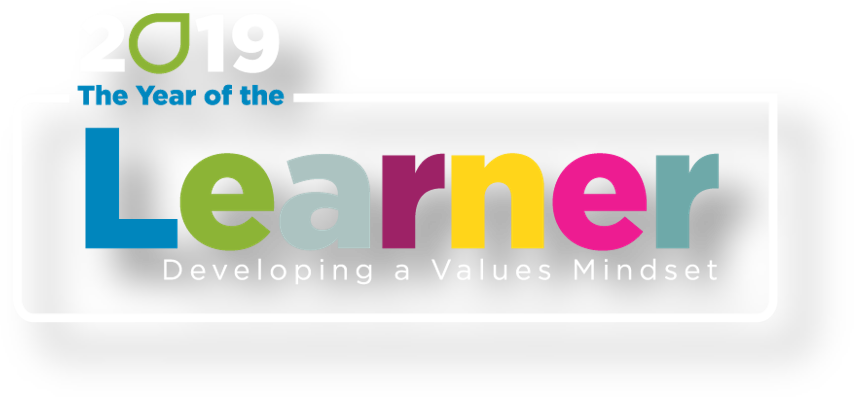 2019
The Year of the
Learner
Developing a Values Mindset